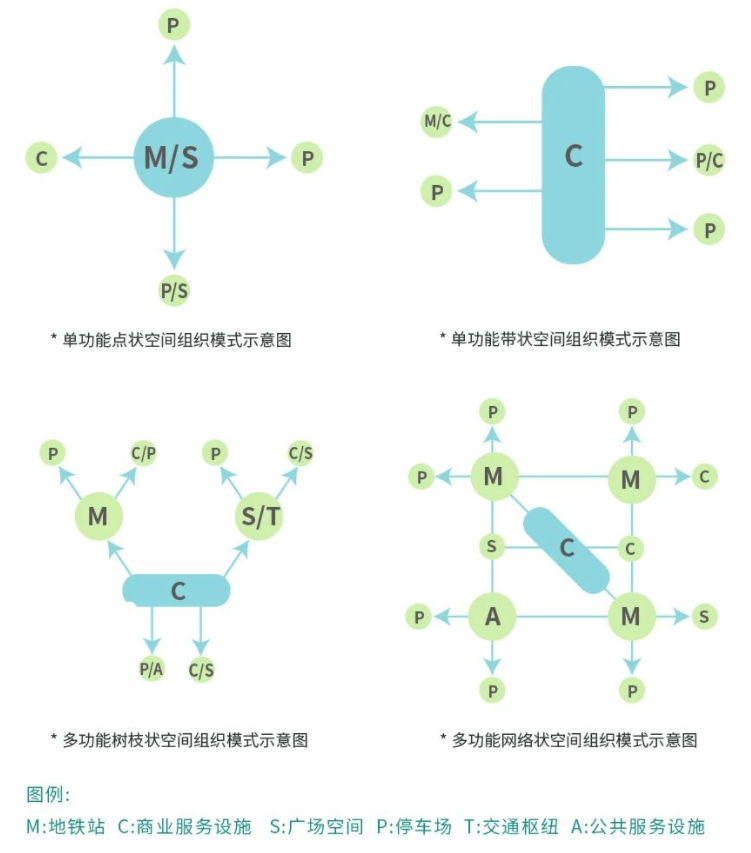 P
C
M/S
P
P/S
* 单功能点状空间组织模式示意图
P
M/C
C
P/C
P
P
* 单功能带状空间组织模式示意图
P
C/P
P
C/S
M
S/T
C
P/A
C/S
* 多功能树枝状空间组织模式示意图
P
P
P
M
M
C
S
C
C
P
A
M
S
P
P
* 多功能网络状空间组织模式示意图
图例:
M:地铁站 C:商业服务设施 S:广场空间 P:停车场 T:交通枢纽 A:公共服务设施